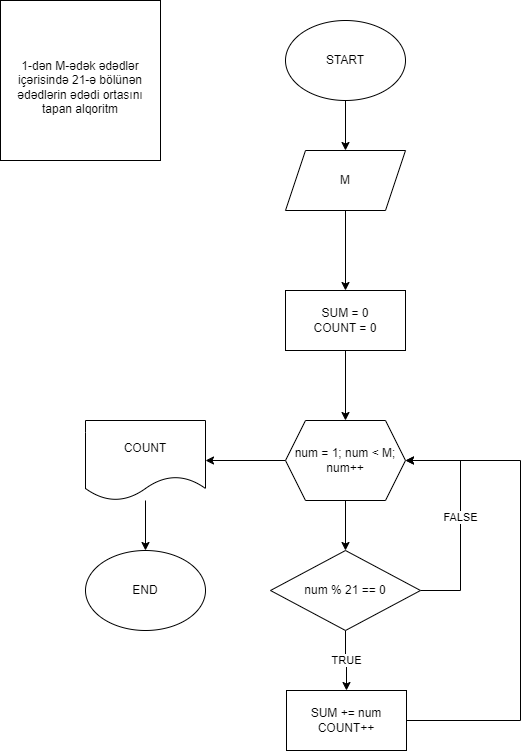 1-dən M-ədək ədədlər
içərisində 21-ə bölünən
ədədlərin ədədi ortasını
tapan alqoritm
START
M
SUM = 0
COUNT = 0
num = 1; num < M;
num++
COUNT
FALSE
num % 21 == 0
END
TRUE
SUM += num
COUNT++